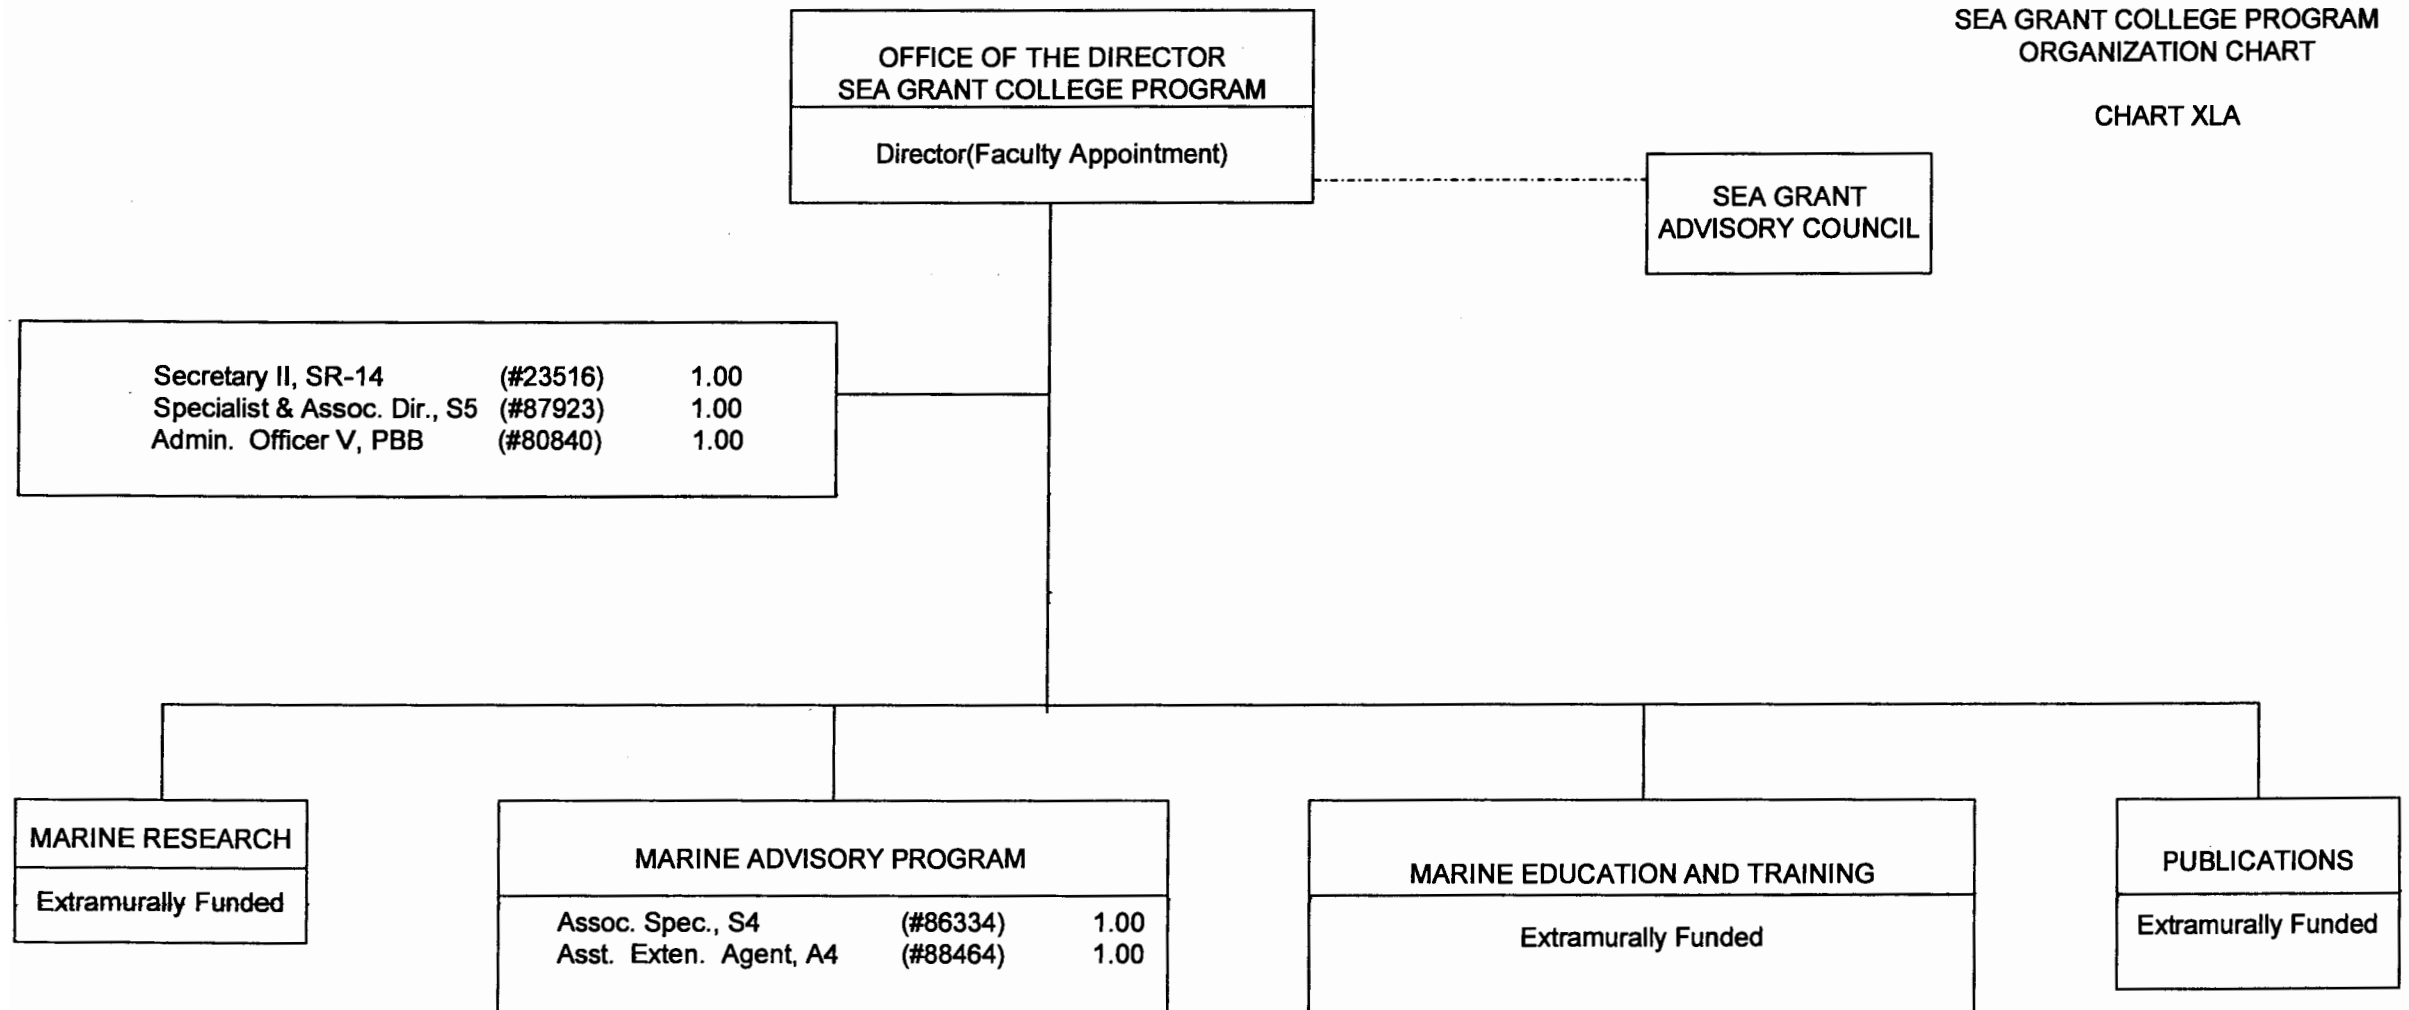 SEA GRANT COLLEGE PROGRAM
ORGANIZATION CHART
CHART XLA
OFFICE OF THE DIRECTOR
SEA GRANT COLLEGE PROGRAM
Director(Faculty Appointment)
SEA GRANT
ADVISORY COUNCIL
Secretary II, SR-14 (#23516) 1.00
Specialist & Assoc. Dir., S5 (#87923) 1.00
Admin. Officer V, PBB (#80840) 1.00
MARINE RESEARCH
Extramurally Funded
MARINE ADVISORY PROGRAM
Assoc. Spec., S4 (#86334) 1.00
Asst. Exten. Agent, A4 (#88464) 1.00
MARINE EDUCATION AND TRAINING
Extramurally Funded
PUBLICATIONS
Extramurally Funded